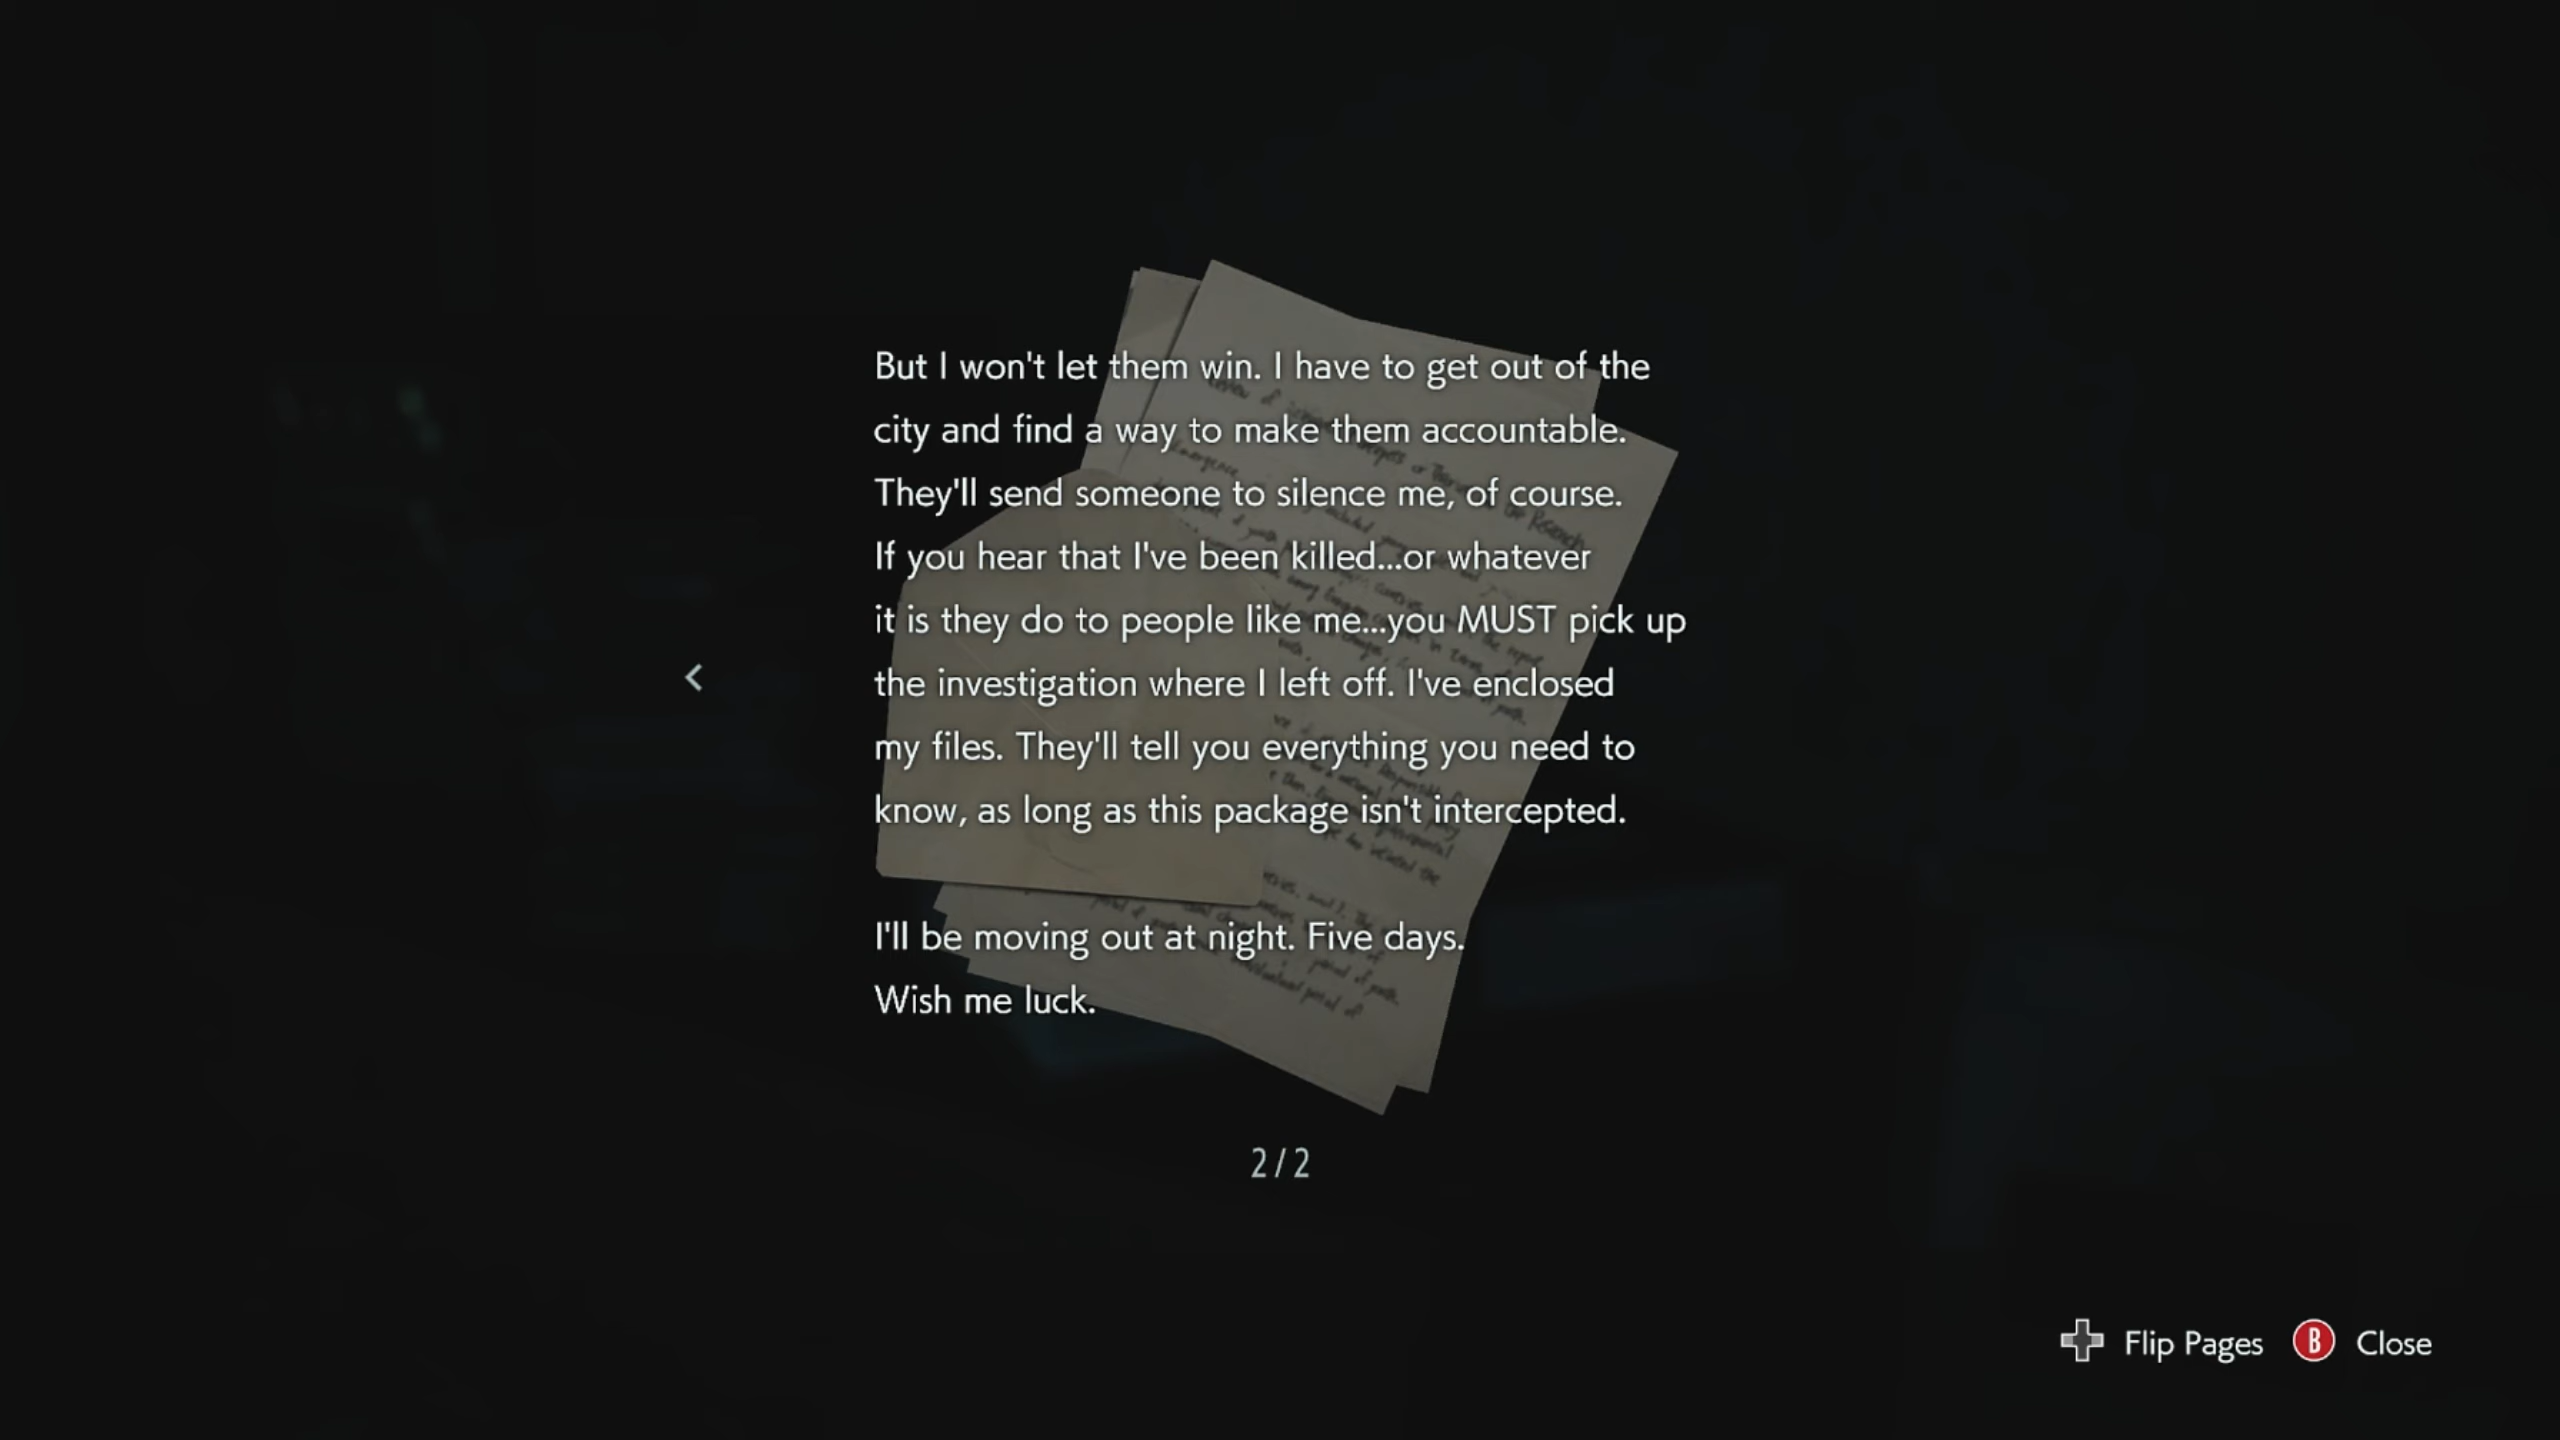 But I won't let them win. I have to get out of the
city and find a way to make them accountable.
They'll send someone to silence me, of course.
If you hear that I've been killed...or whatever
it is they do to people like me...you MUST pick up
the investigation where I left off. I've enclosed
my files. They'll tell you everything you need to
know, as long as this package isn't intercepted.
I'll be moving out at night. Five days.
Wish me luck.
<
2/2
Flip Pages B Close